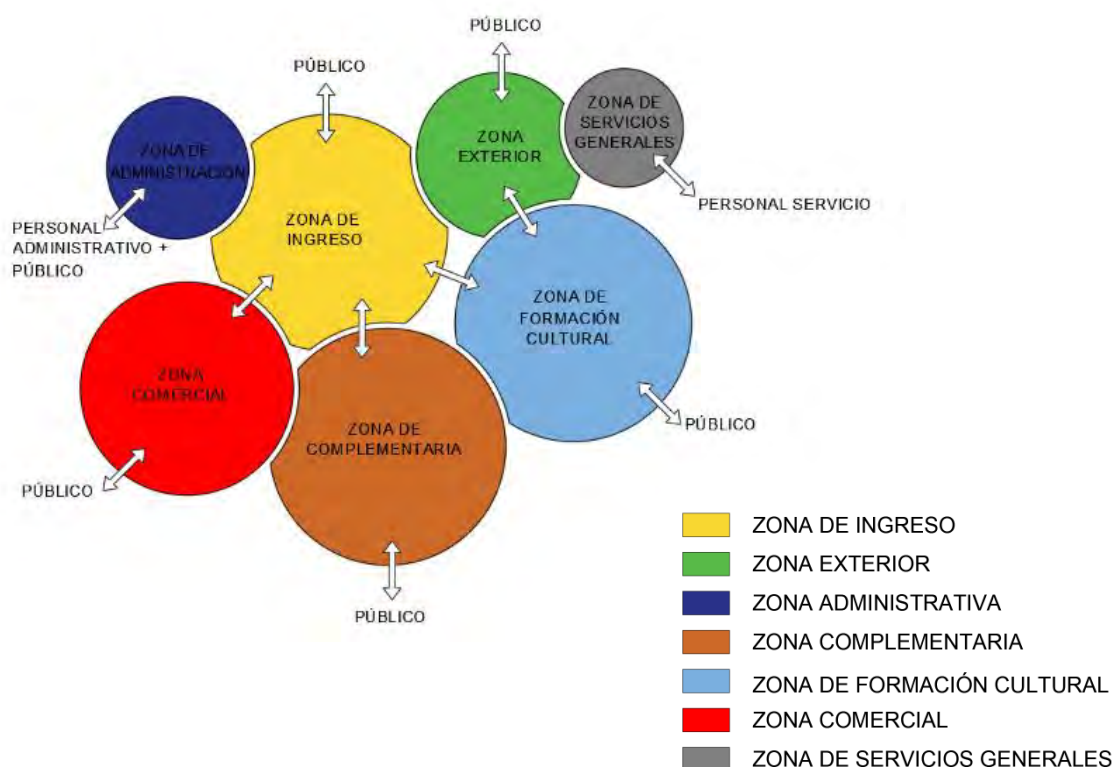 PÚBLICO
PÚBLICO
ZONA DE
SERVICIOS
GENERALES
ZONA
EXTERIOR
ZONA DE
ADMINISTRACIÓN
PERSONAL SERVICIO
PERSONAL
ADMINISTRATIVO +
PÚBLICO
ZONA DE
INGRESO
ZONA DE
FORMACIÓN
CULTURAL
ZONA
COMERCIAL
ZONA DE
COMPLEMENTARIA
PÚBLICO
PÚBLICO
PÚBLICO
ZONA DE INGRESO
ZONA EXTERIOR
ZONA ADMINISTRATIVA
ZONA COMPLEMENTARIA
ZONA DE FORMACIÓN CULTURAL
ZONA COMERCIAL
ZONA DE SERVICIOS GENERALES